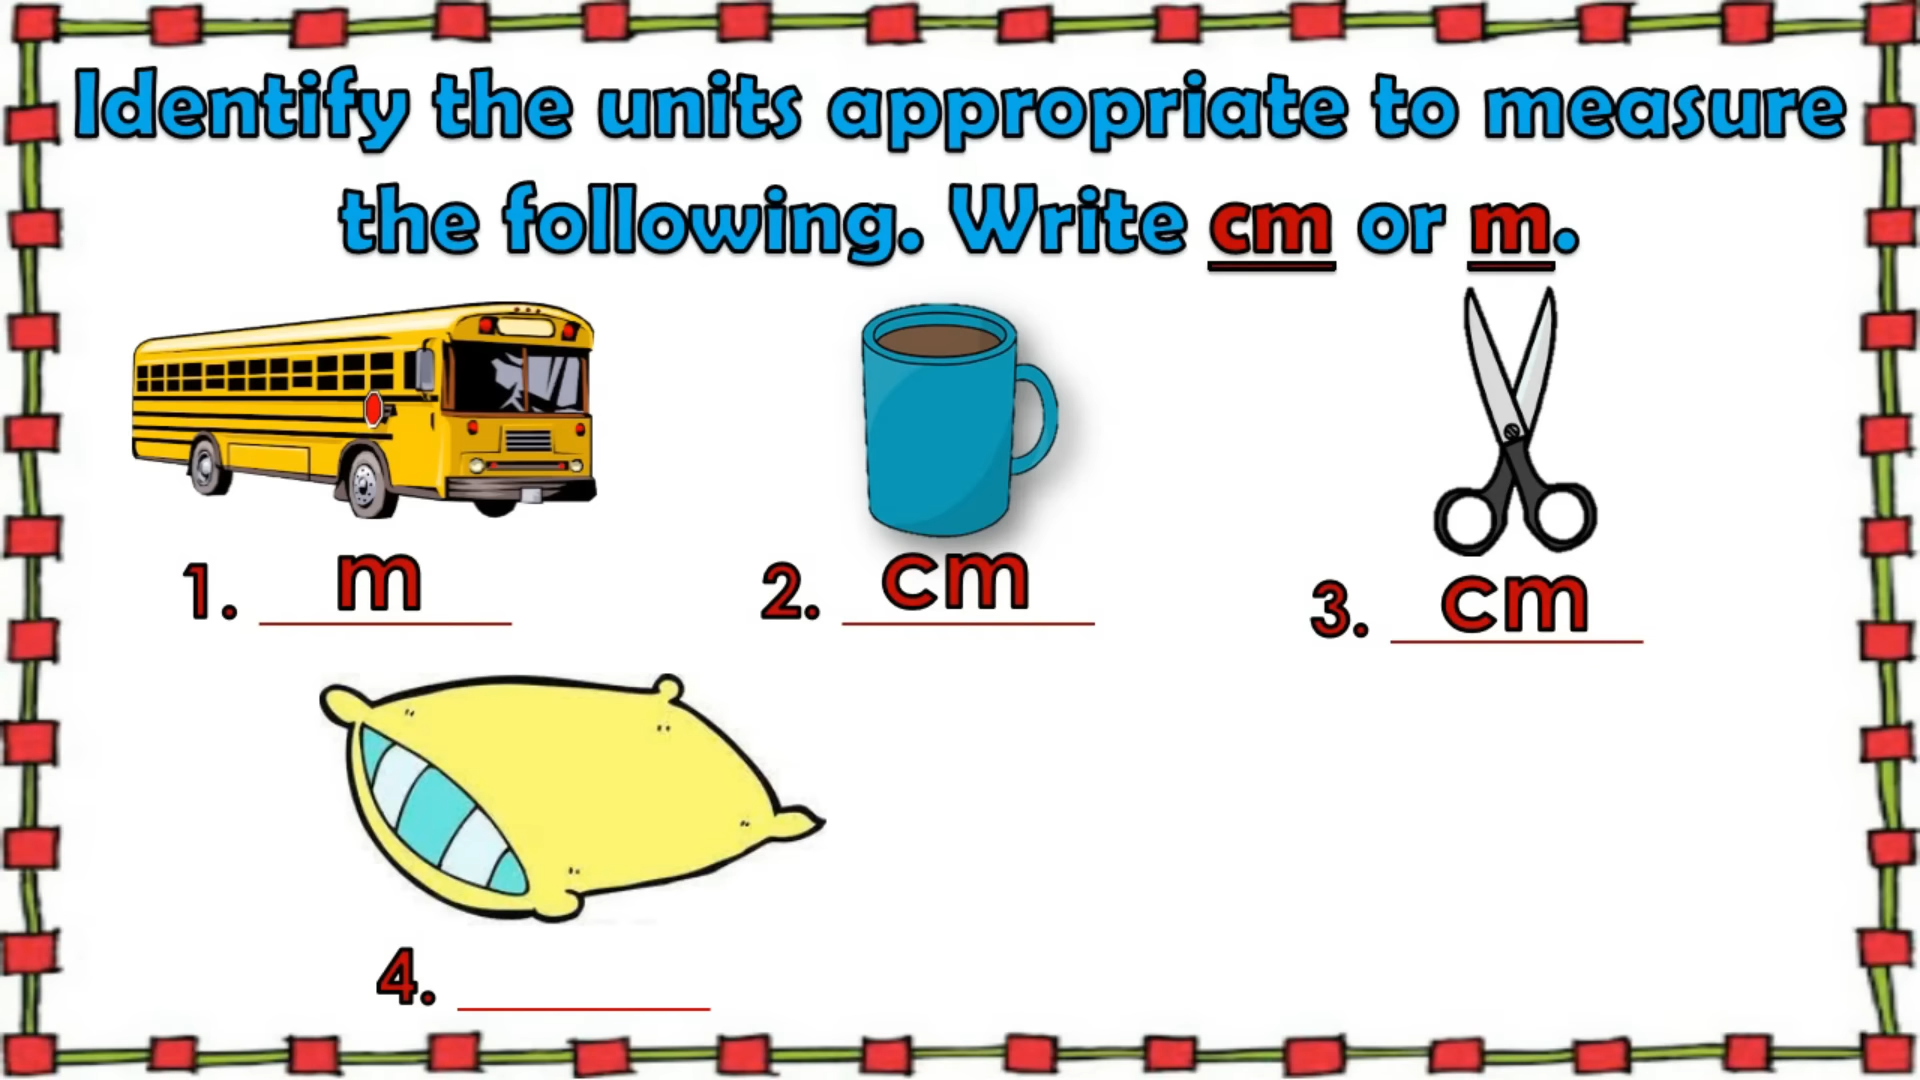 Identify the units appropriate to measure
the following. Write cm or m.
1. m
2. cm
3. cm
4.